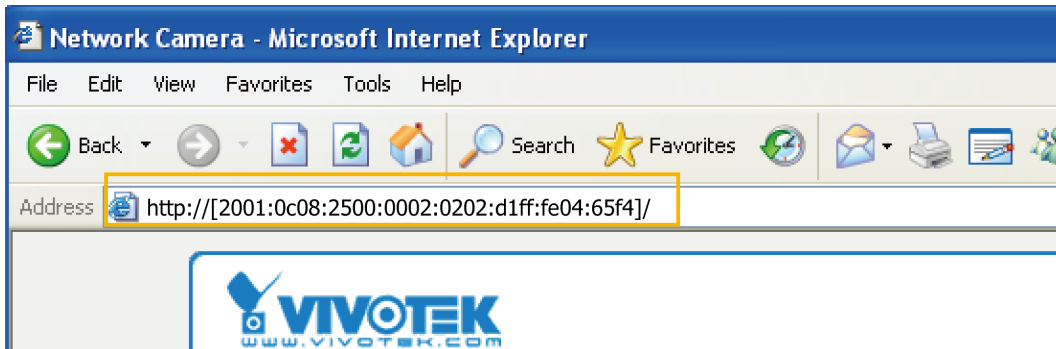 Network Camera - Microsoft Internet Explorer
File Edit View Favorites Tools Help
Back Search Favorites
Address http://[2001:0c08:2500:0002:0202:d1ff:fe04:65f4]/
VIVOTEK
www.vivotek.com